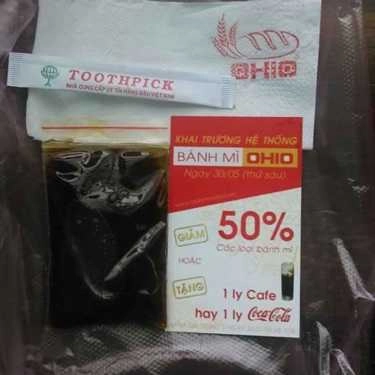 TOOTHPICK
OHIO
KHAI TRƯƠNG HỆ THỐNG
BÁNH MÌ OHIO
Ngày 30/05 (thứ sáu)
GIẢM 50%
Các loại bánh mì
HOẶC
TẶNG 1 ly Cafe
hay 1 ly Coca-Cola